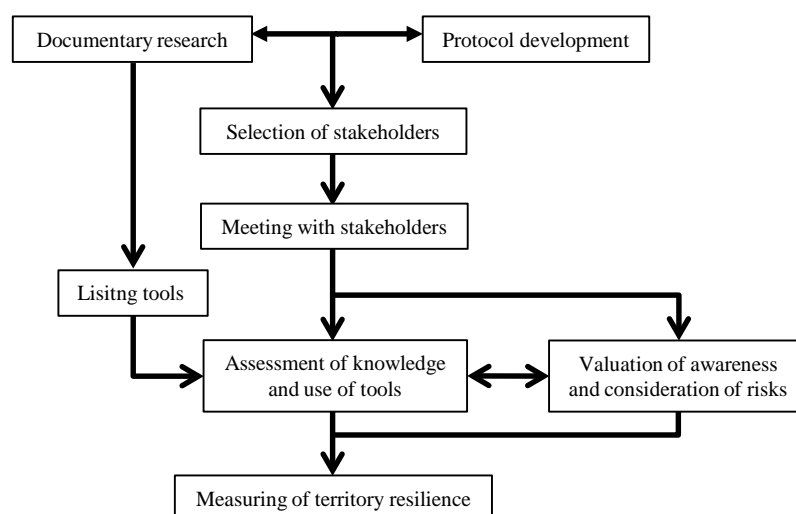 Documentary research
Protocol development
Selection of stakeholders
Meeting with stakeholders
Lisitng tools
Assessment of knowledge
and use of tools
Valuation of awareness
and consideration of risks
Measuring of territory resilience